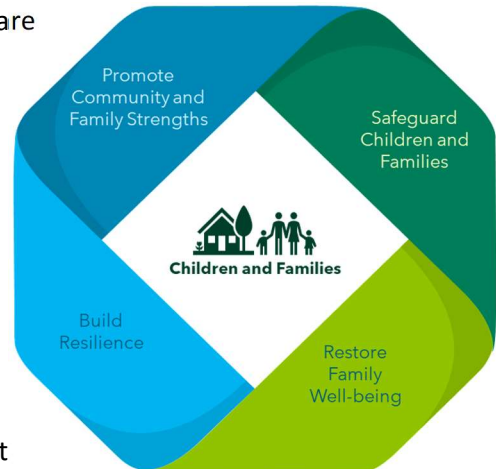 are
Promote
Community and
Family Strengths
Safeguard
Children and
Families
Children and Families
Build
Resilience
Restore
Family
Well-being
t